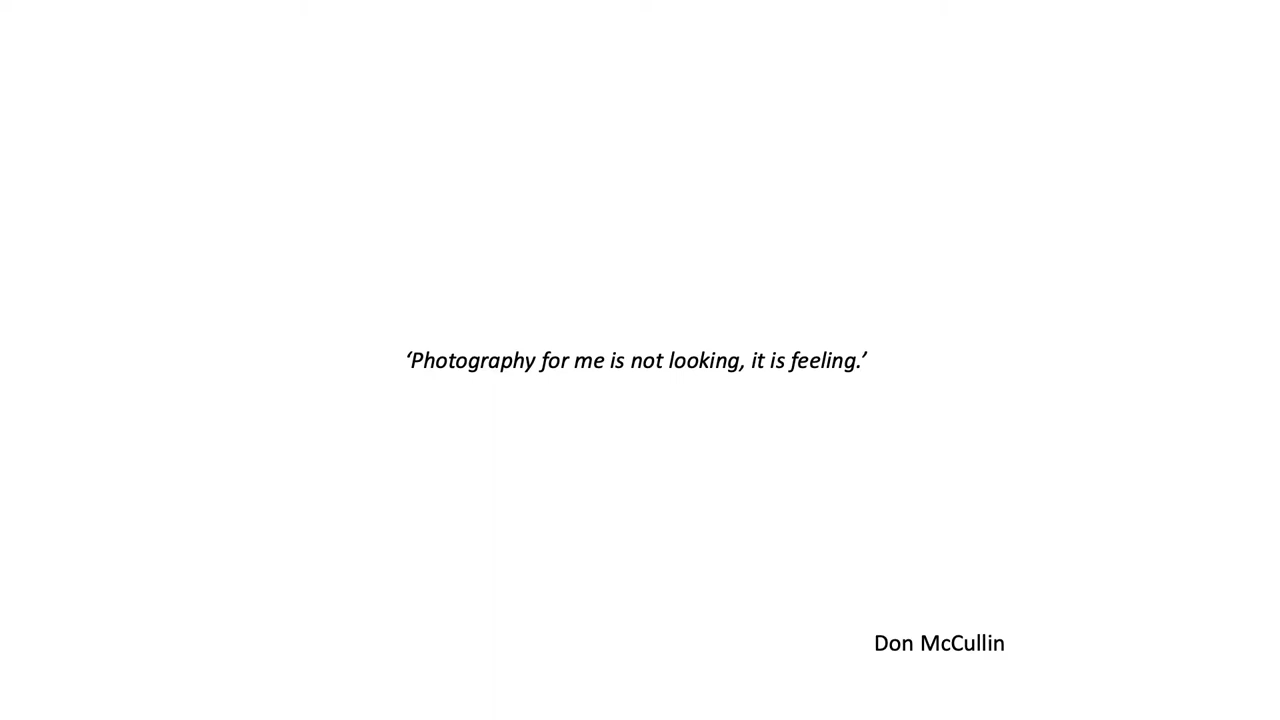 ‘Photography for me is not looking, it is feeling.’
Don McCullin